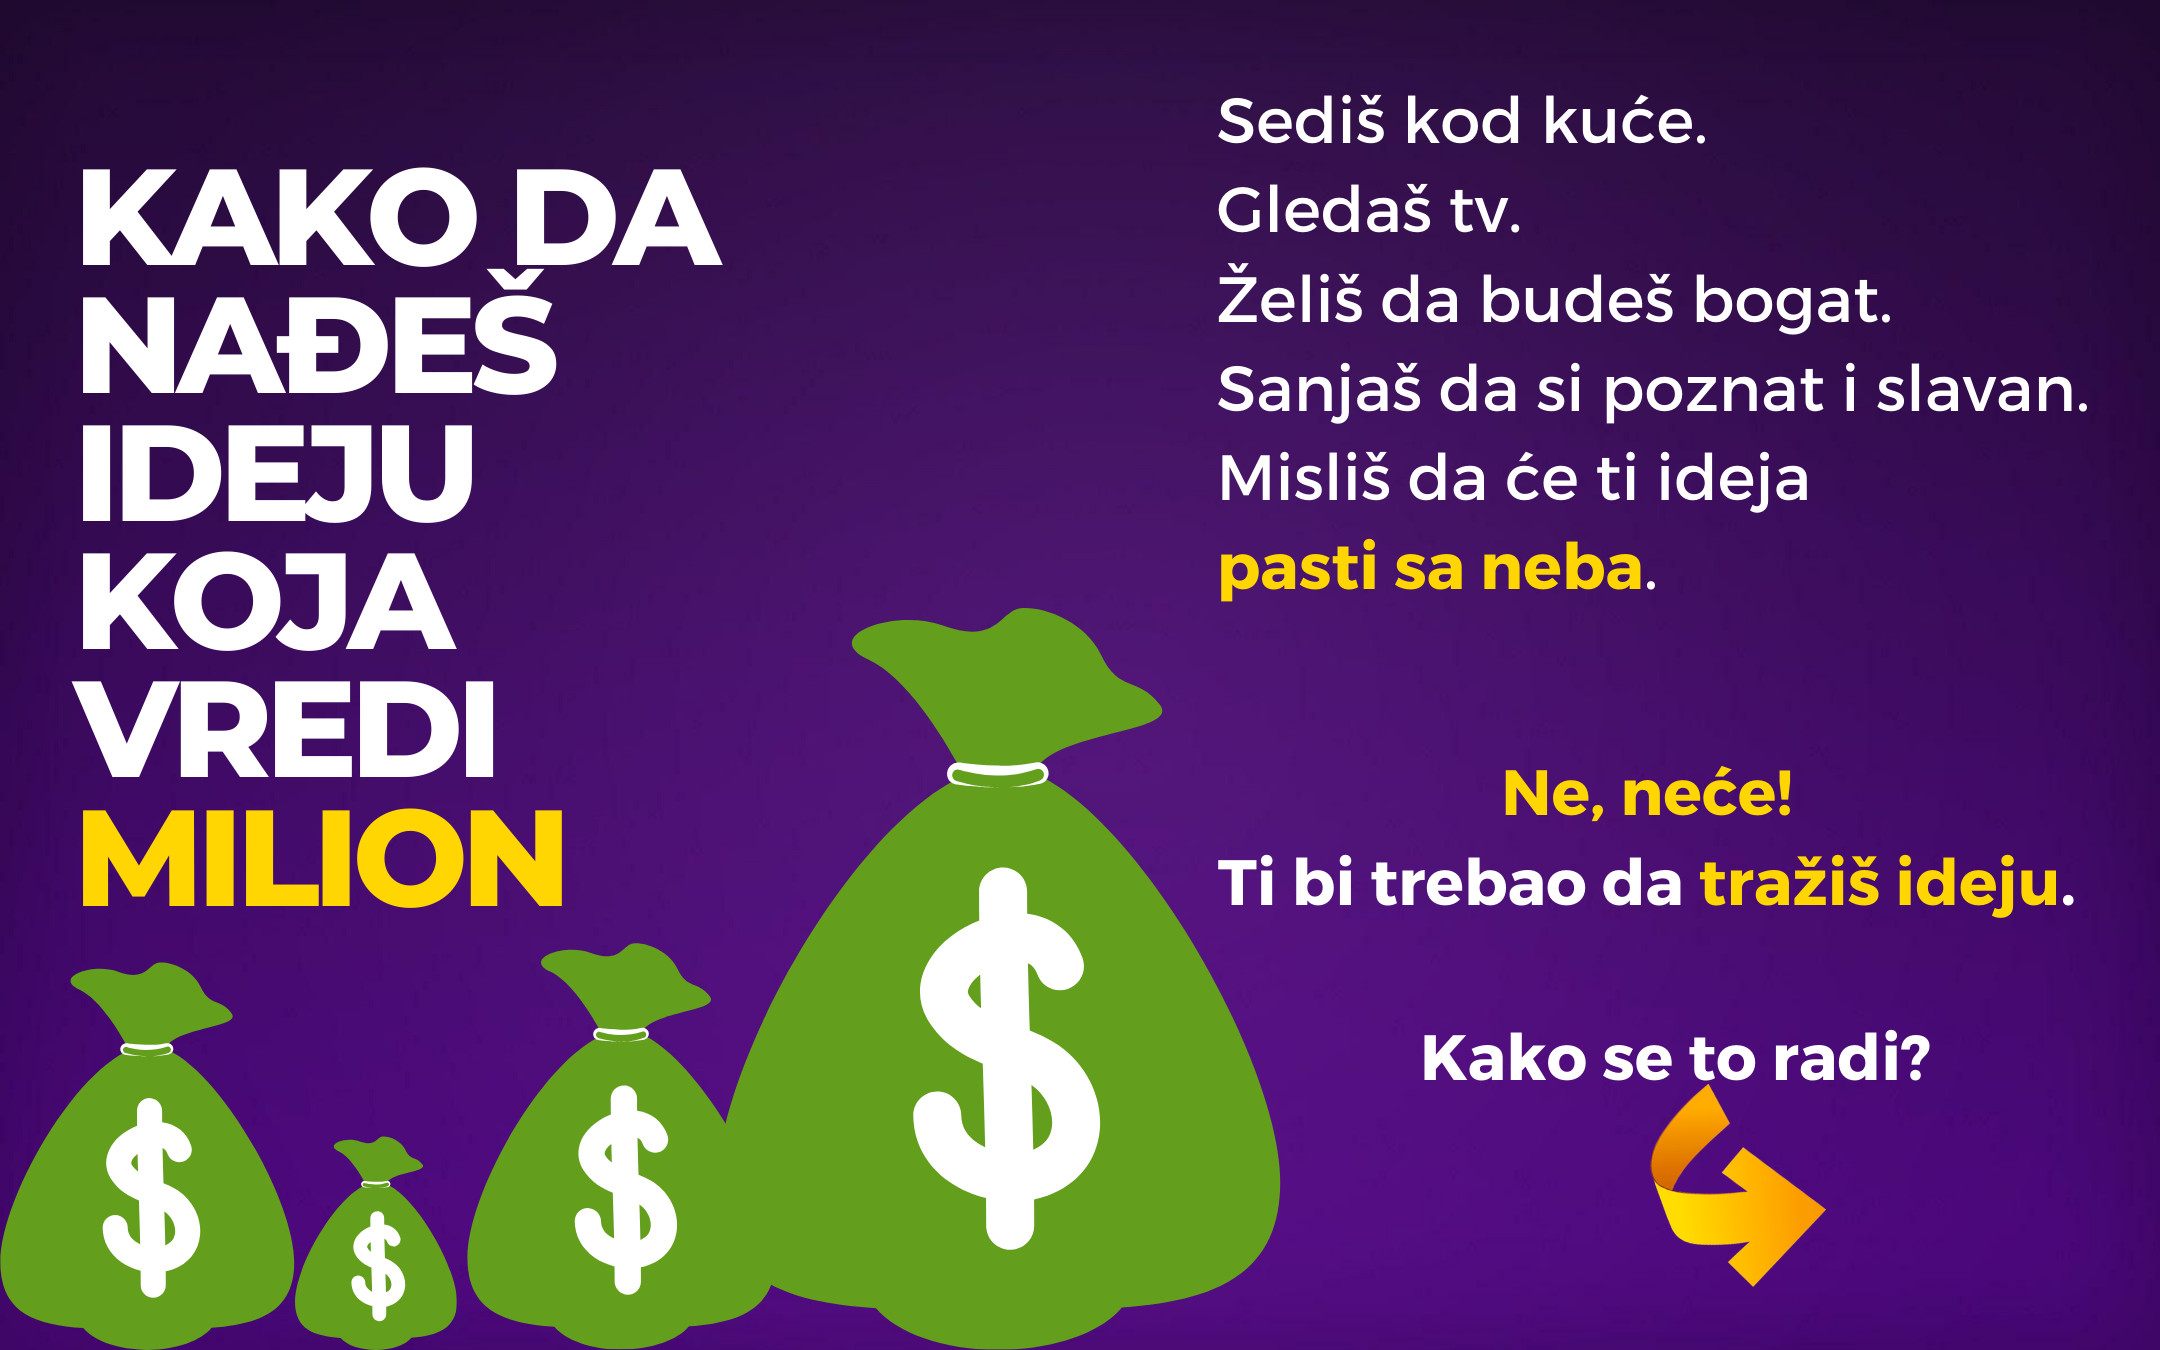 KAKO DA
NAĐEŠ
IDEJU
KOJA
VREDI
MILION
Sediš kod kuće.
Gledaš tv.
Želiš da budeš bogat.
Sanjaš da si poznat i slavan.
Misliš da će ti ideja
pasti sa neba.
Ne, neće!
Ti bi trebao da tražiš ideju.
Kako se to radi?
$
$
$
$